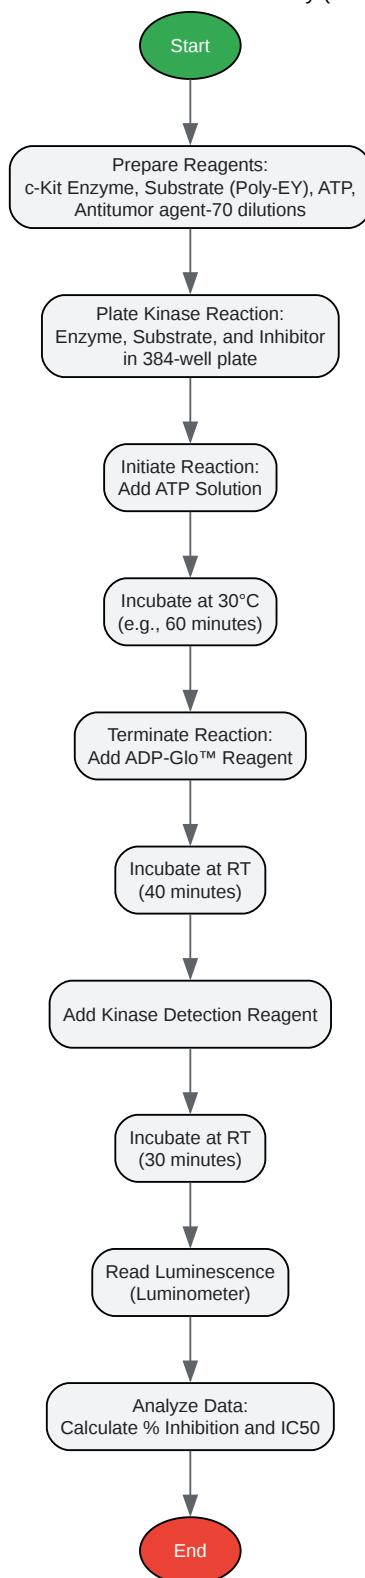 Start
Prepare Reagents:
c-Kit Enzyme, Substrate (Poly-EY), ATP,
Antitumor agent-70 dilutions
Plate Kinase Reaction:
Enzyme, Substrate, and Inhibitor
in 384-well plate
Initiate Reaction:
Add ATP Solution
Incubate at 30°C
(e.g., 60 minutes)
Terminate Reaction:
Add ADP-Glo™ Reagent
Incubate at RT
(40 minutes)
Add Kinase Detection Reagent
Incubate at RT
(30 minutes)
Read Luminescence
(Luminometer)
Analyze Data:
Calculate % Inhibition and IC50
End